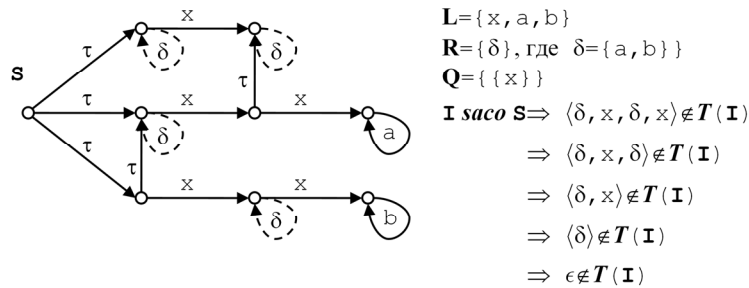 x
δ
δ
τ
S
τ
τ
x
x
δ
a
τ
τ
x
x
δ
b
L={x,a,b}
R={δ}, где δ={a,b}}
Q={{x}}
I saco S⇒ ⟨δ,x,δ,x⟩∉T(I)
⇒ ⟨δ,x,δ⟩∉T(I)
⇒ ⟨δ,x⟩∉T(I)
⇒ ⟨δ⟩∉T(I)
⇒ ϵ∉T(I)